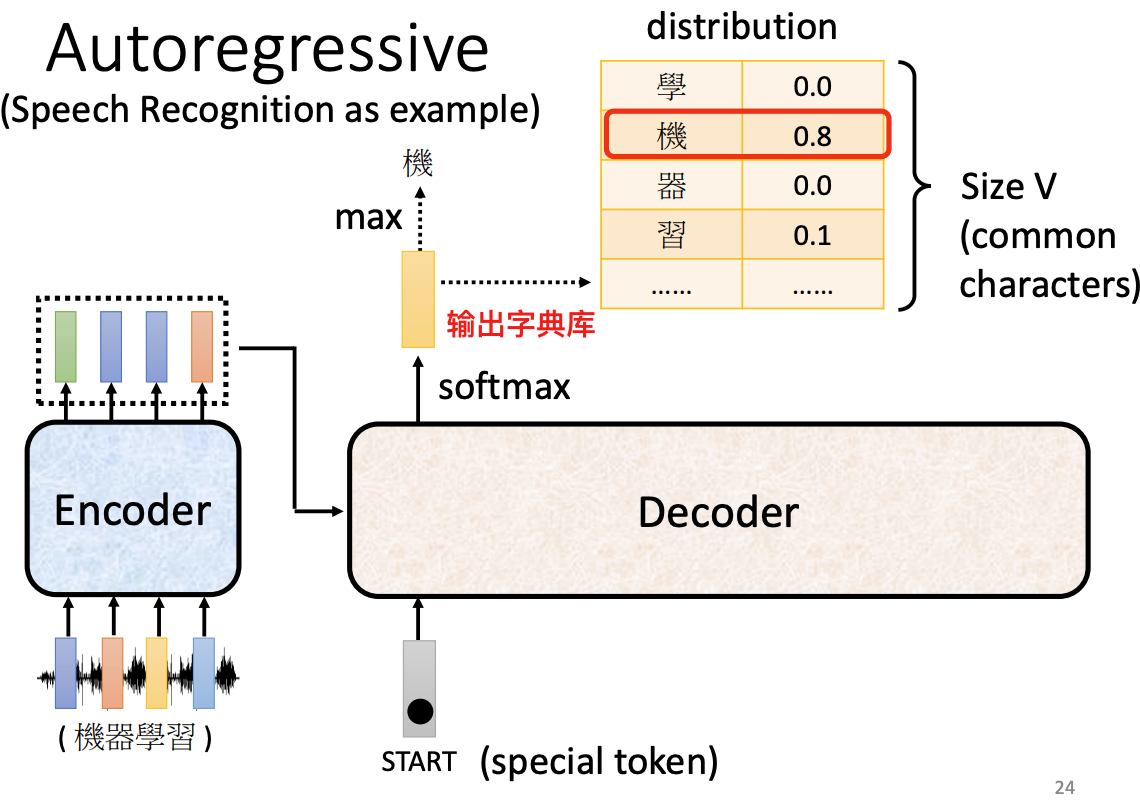 Autoregressive
(Speech Recognition as example)
distribution
學 0.0
機 0.8
器 0.0
習 0.1
…… ……
Size V
(common
characters)
機
max
输出字典库
softmax
Encoder
Decoder
(機器學習)
START (special token)
24